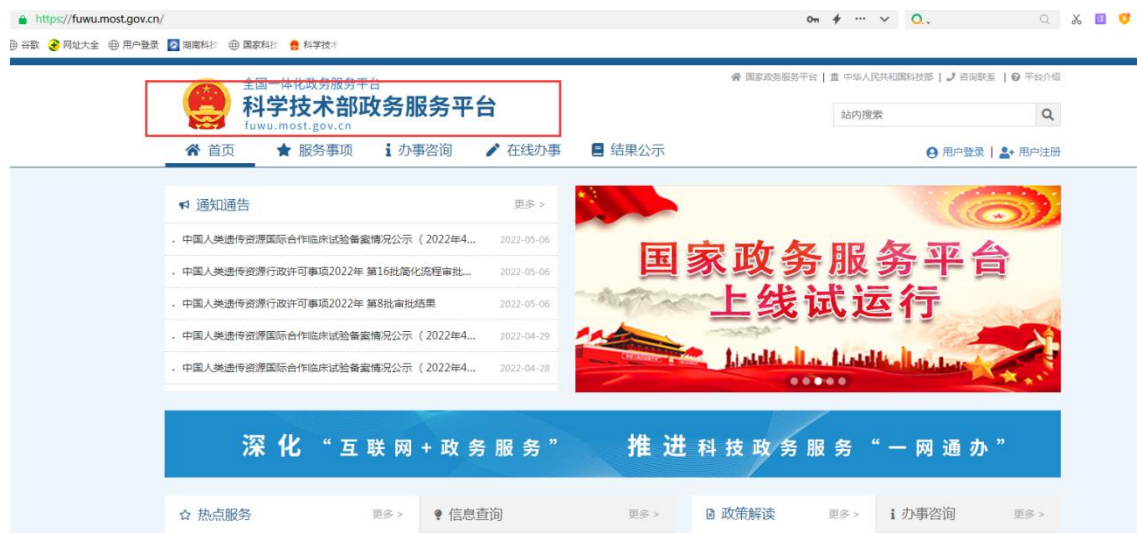 https://fuwu.most.gov.cn/
谷歌 网址大全 用户登录 湖南科技 国家科技 科学技术
国家政务服务平台 | 中华人民共和国科技部 | 咨询联系 | 平台介绍
全国一体化政务服务平台
科学技术部政务服务平台
fuwu.most.gov.cn
站内搜索
首页 服务事项 办事咨询 在线办事 结果公示 用户登录 | 用户注册
通知通告 更多 >
. 中国人类遗传资源国际合作临床试验备案情况公示（2022年4... 2022-05-06
. 中国人类遗传资源行政许可事项2022年 第16批简化流程审批... 2022-05-06
. 中国人类遗传资源行政许可事项2022年 第8批审批结果 2022-05-06
. 中国人类遗传资源国际合作临床试验备案情况公示（2022年4... 2022-04-29
. 中国人类遗传资源国际合作临床试验备案情况公示（2022年4... 2022-04-28
国家政务服务平台
上线试运行
深化“互联网+政务服务” 推进科技政务服务“一网通办”
热点服务 更多 > 信息查询 更多 > 政策解读 更多 > 办事咨询 更多 >